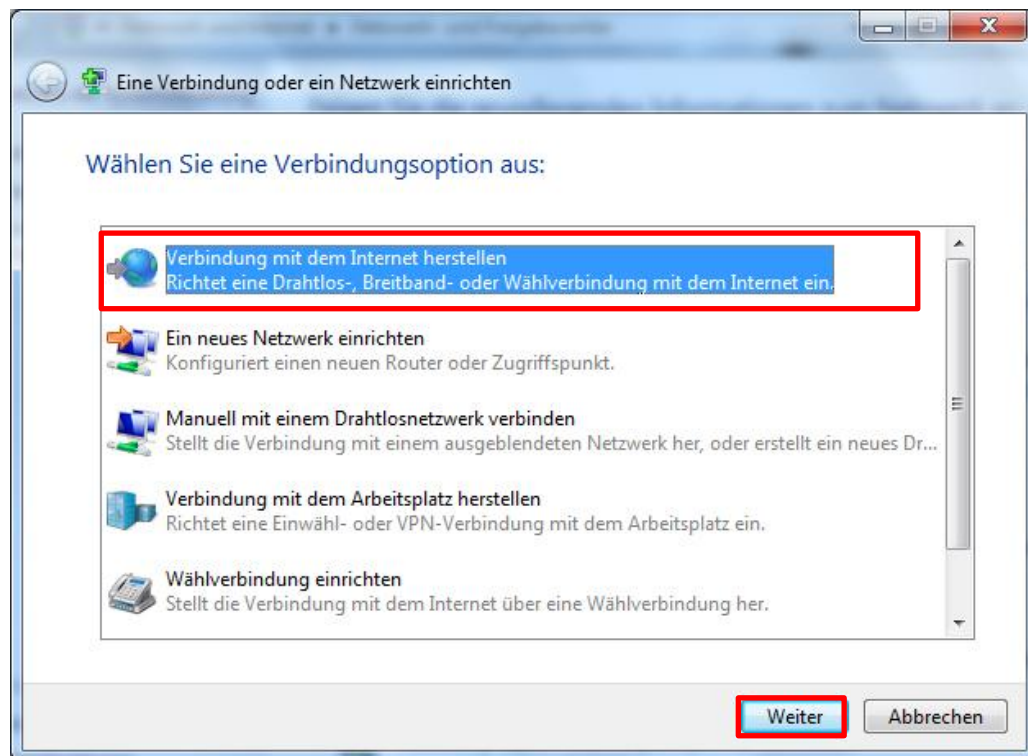 Eine Verbindung oder ein Netzwerk einrichten
Wählen Sie eine Verbindungsoption aus:
Verbindung mit dem Internet herstellen
Richtet eine Drahtlos-, Breitband- oder Wählverbindung mit dem Internet ein.
Ein neues Netzwerk einrichten
Konfiguriert einen neuen Router oder Zugriffspunkt.
Manuell mit einem Drahtlosnetzwerk verbinden
Stellt die Verbindung mit einem ausgeblendeten Netzwerk her, oder erstellt ein neues Dr...
Verbindung mit dem Arbeitsplatz herstellen
Richtet eine Einwähl- oder VPN-Verbindung mit dem Arbeitsplatz ein.
Wählverbindung einrichten
Stellt die Verbindung mit dem Internet über eine Wählverbindung her.
Weiter Abbrechen